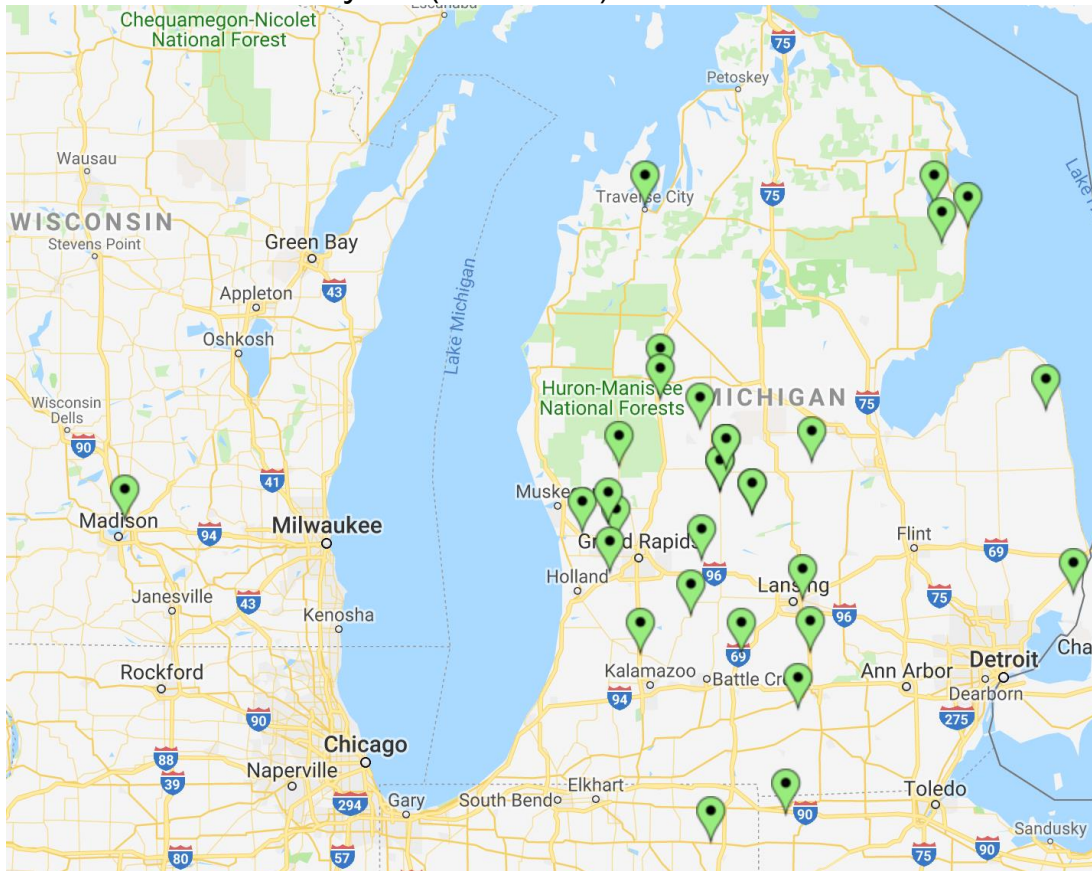 Chequamegon-Nicolet
National Forest
75
Petoskey
Wausau
WISCONSIN
Stevens Point
Green Bay
43
Appleton
Oshkosh
Lake Michigan
Traverse City
75
Huron-Manistee
National Forests
MICHIGAN
75
Wisconsin
Dells
90
41
Madison
94
Milwaukee
Janesville
43
Kenosha
Rockford
90
88
39
Chicago
Naperville
294
Gary
80
57
Grand Rapids
Holland
96
Lansing
Flint
69
75
96
69
Kalamazoo
94
Battle
Ann Arbor
Detroit
Dearborn
275
South Bend
Elkhart
90
Toledo
75
90
Sandusky